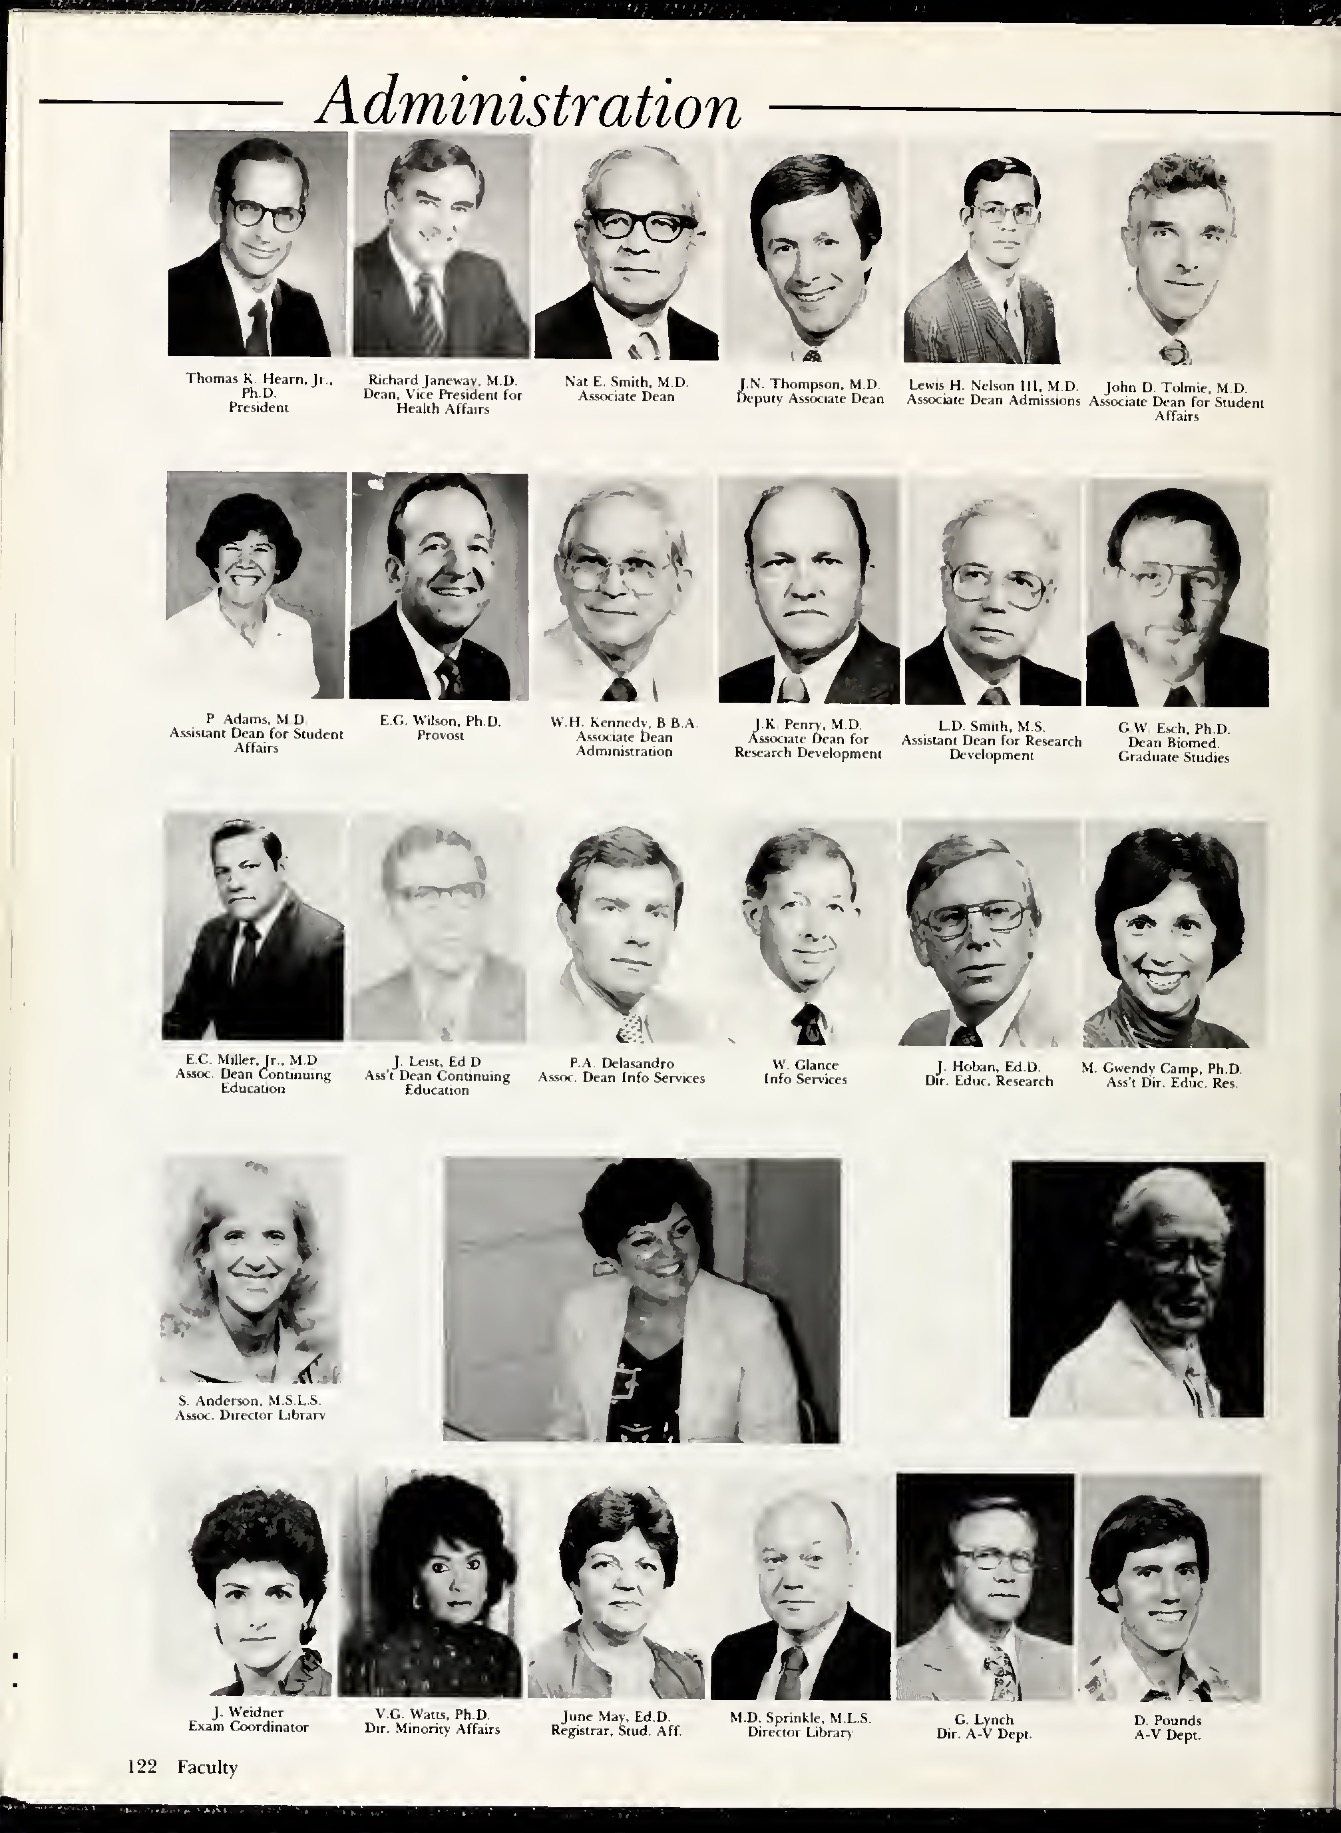 Administration
Thomas K. Hearn, Jr.,
Ph.D.
President
Richard Janeway, M.D.
Dean, Vice President for
Health Affairs
Nat E. Smith, M.D.
Associate Dean
J.N. Thompson, M.D.
Deputy Associate Dean
Lewis H. Nelson III, M.D.
Associate Dean Admissions
John D. Tolmie, M.D.
Associate Dean for Student
Affairs
P. Adams, M.D.
Assistant Dean for Student
Affairs
E.G. Wilson, Ph.D.
Provost
W.H. Kennedy, B.B.A.
Associate Dean
Administration
J.K. Penry, M.D.
Associate Dean for
Research Development
L.D. Smith, M.S.
Assistant Dean for Research
Development
G.W. Esch, Ph.D.
Dean Biomed.
Graduate Studies
E.C. Miller, Jr., M.D.
Assoc. Dean Continuing
Education
J. Leist, Ed.D.
Ass't Dean Continuing
Education
P.A. Delasandro
Assoc. Dean Info Services
W. Glance
Info Services
J. Hoban, Ed.D.
Dir. Educ. Research
M. Gwendy Camp, Ph.D.
Ass't Dir. Educ. Res.
S. Anderson, M.S.L.S.
Assoc. Director Library
J. Weidner
Exam Coordinator
V.G. Watts, Ph.D.
Dir. Minority Affairs
June May, Ed.D.
Registrar, Stud. Aff.
M.D. Sprinkle, M.L.S.
Director Library
G. Lynch
Dir. A-V Dept.
D. Pounds
A-V Dept.
122 Faculty